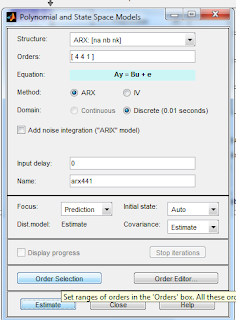 Polynomial and State Space Models
Structure: ARX: [na nb nk]
Orders: [ 4 4 1 ]
Equation: Ay = Bu + e
Method: ARX IV
Domain: Continuous Discrete (0.01 seconds)
Add noise integration ("ARIX" model)
Input delay: 0
Name: arx441
Focus: Prediction Initial state: Auto
Dist.model: Estimate Covariance: Estimate
Display progress Stop iterations
Order Selection Order Editor...
Set ranges of orders in the 'Orders' box. All these or
Estimate Close Help